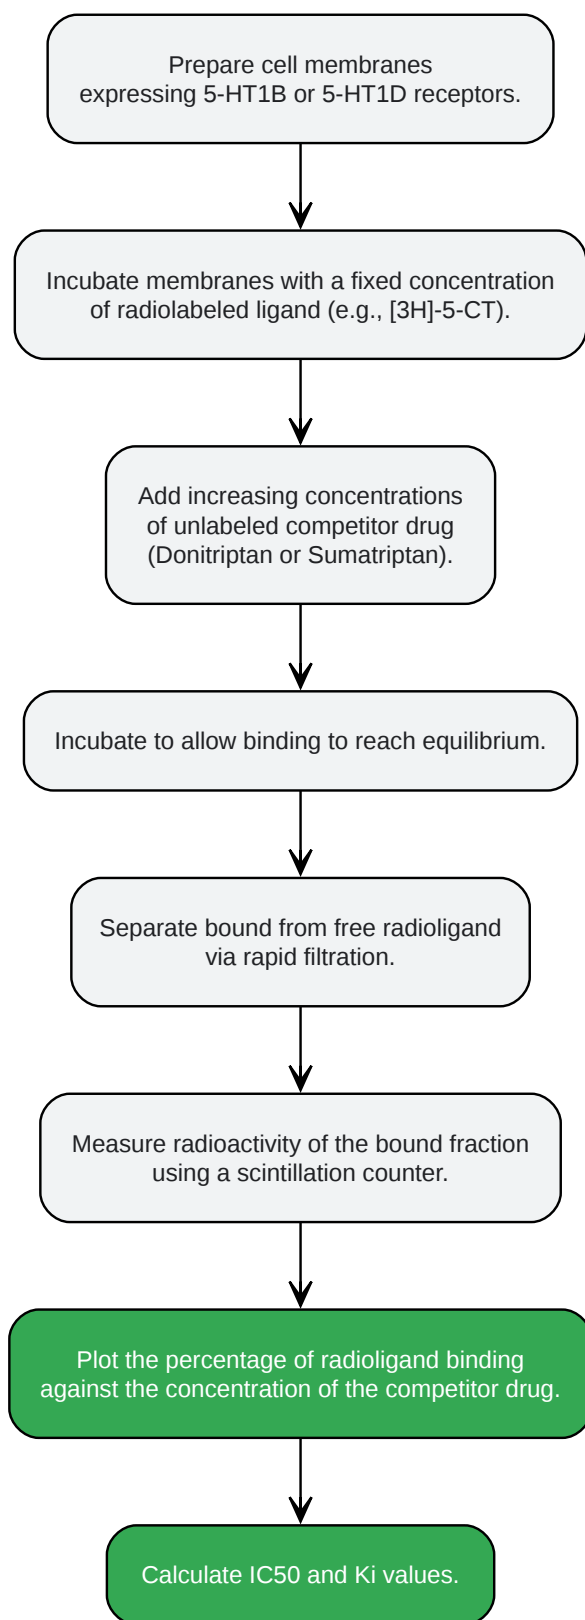 Prepare cell membranes
expressing 5-HT1B or 5-HT1D receptors.
Incubate membranes with a fixed concentration
of radiolabeled ligand (e.g., [3H]-5-CT).
Add increasing concentrations
of unlabeled competitor drug
(Donitriptan or Sumatriptan).
Incubate to allow binding to reach equilibrium.
Separate bound from free radioligand
via rapid filtration.
Measure radioactivity of the bound fraction
using a scintillation counter.
Plot the percentage of radioligand binding
against the concentration of the competitor drug.
Calculate IC50 and Ki values.